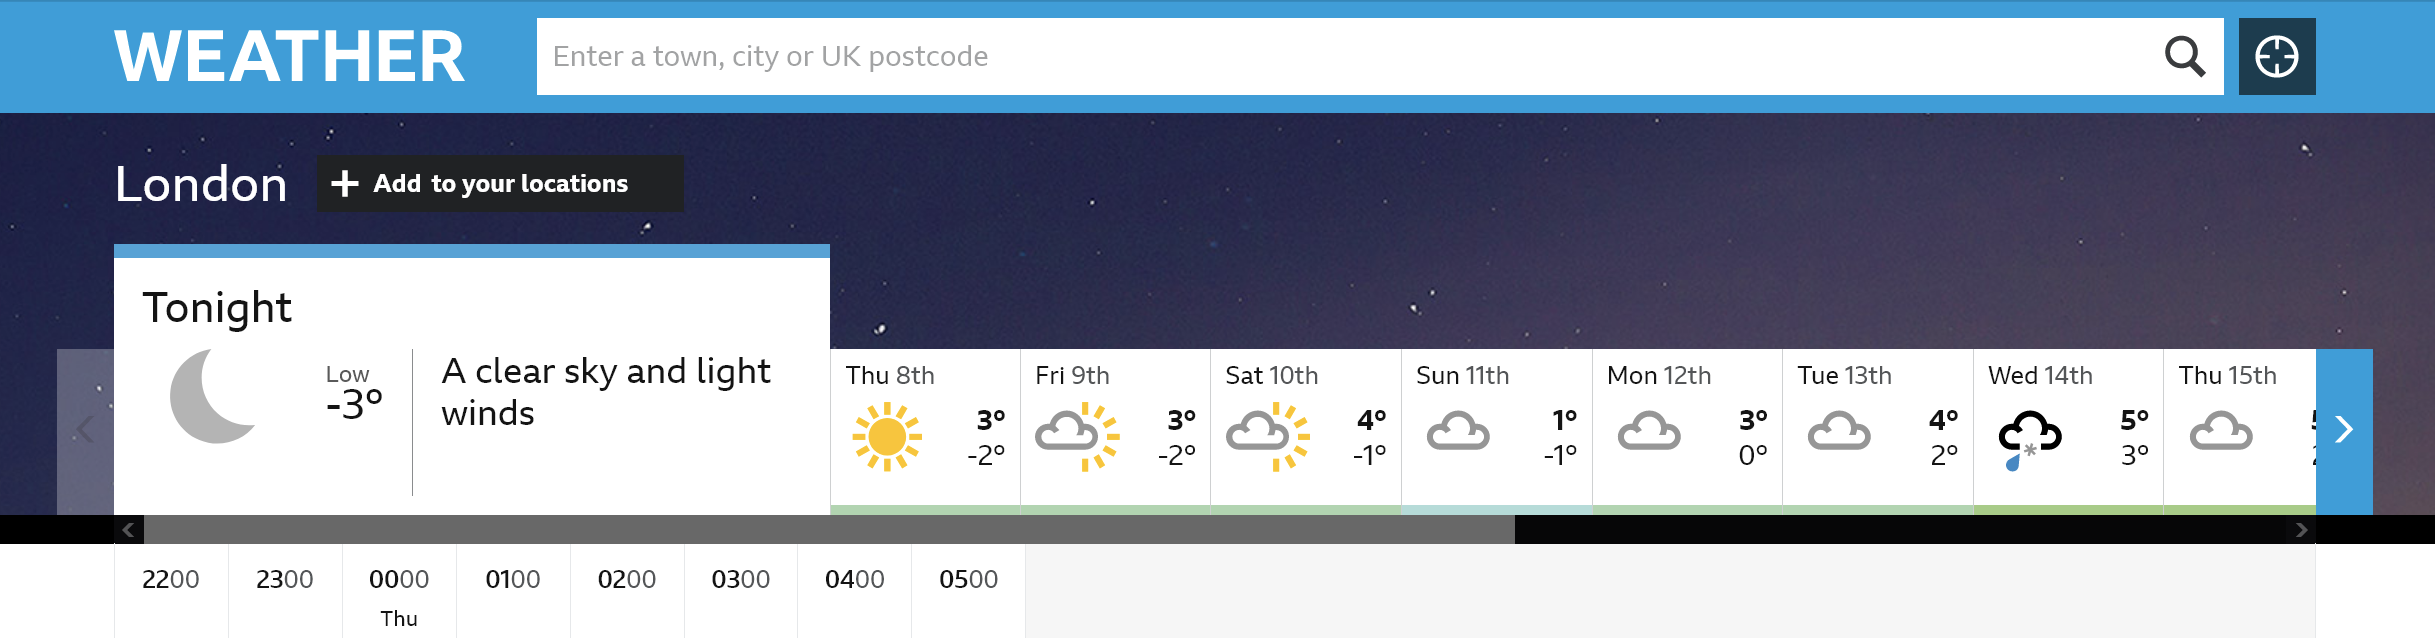 WEATHER
Enter a town, city or UK postcode
London
Add to your locations
Tonight
Low
-3°
A clear sky and light
winds
Thu 8th
3°
-2°
Fri 9th
3°
-2°
Sat 10th
4°
-1°
Sun 11th
1°
-1°
Mon 12th
3°
0°
Tue 13th
4°
2°
Wed 14th
5°
3°
Thu 15th
2200
2300
0000
Thu
0100
0200
0300
0400
0500